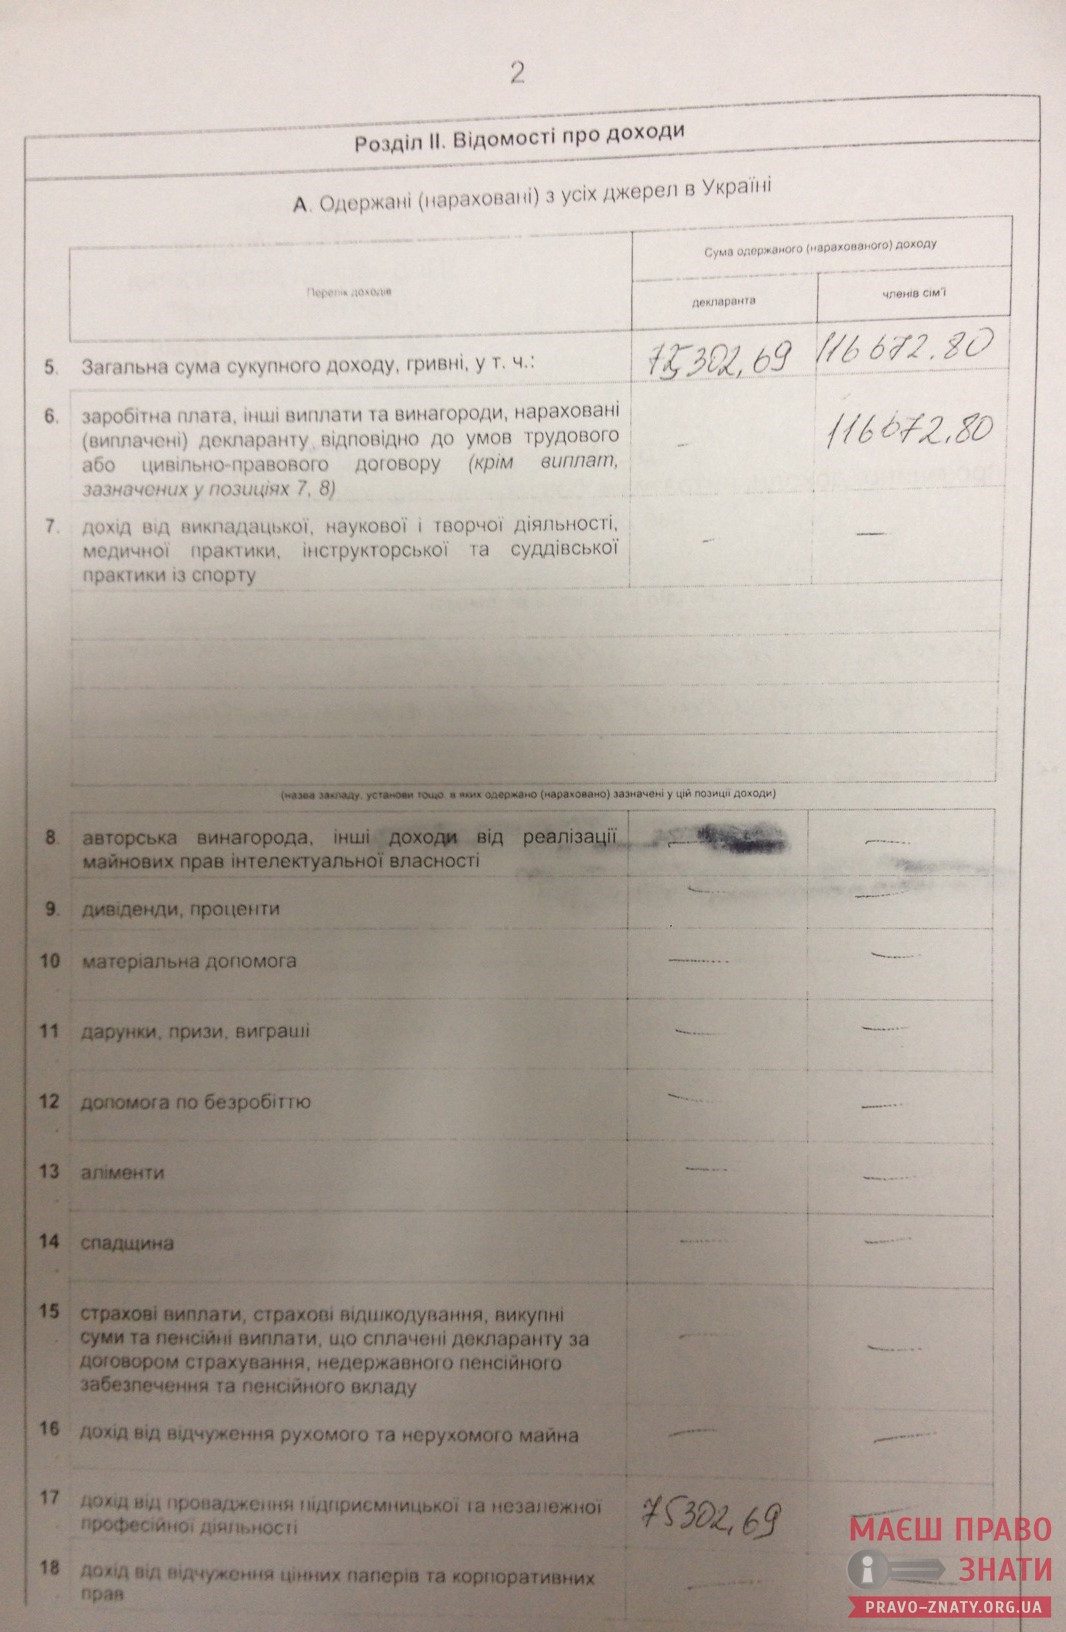 2
Розділ II. Відомості про доходи
А. Одержані (нараховані) з усіх джерел в Україні
Перелік доходів
Сума одержаного (нарахованого) доходу
декларанта
членів сім'ї
5. Загальна сума сукупного доходу, гривні, у т. ч.: 75302,69 116672.80
6. заробітна плата, інші виплати та винагороди, нараховані
(виплачені) декларанту відповідно до умов трудового – 116672.80
або цивільно-правового договору (крім виплат,
зазначених у позиціях 7, 8)
7. дохід від викладацької, наукової і творчої діяльності,
медичної практики, інструкторської та суддівської – —
практики із спорту
(назва закладу, установи тощо, в яких одержано (нараховано) зазначені у цій позиції доходи)
8 авторська винагорода, інші доходи від реалізації — —
майнових прав інтелектуальної власності
9. дивіденди, проценти — —
10 матеріальна допомога — —
11 дарунки, призи, виграші — —
12 допомога по безробіттю — —
13 аліменти — —
14 спадщина — —
15 страхові виплати, страхові відшкодування, викупні
суми та пенсійні виплати, що сплачені декларанту за — —
договором страхування, недержавного пенсійного
забезпечення та пенсійного вкладу
16 дохід від відчуження рухомого та нерухомого майна — —
17 дохід від провадження підприємницької та незалежної 75302,69 —
професійної діяльності
18 дохід від відчуження цінних паперів та корпоративних — —
прав
МАЄШ ПРАВО
ЗНАТИ
PRAVO-ZNATY.ORG.UA